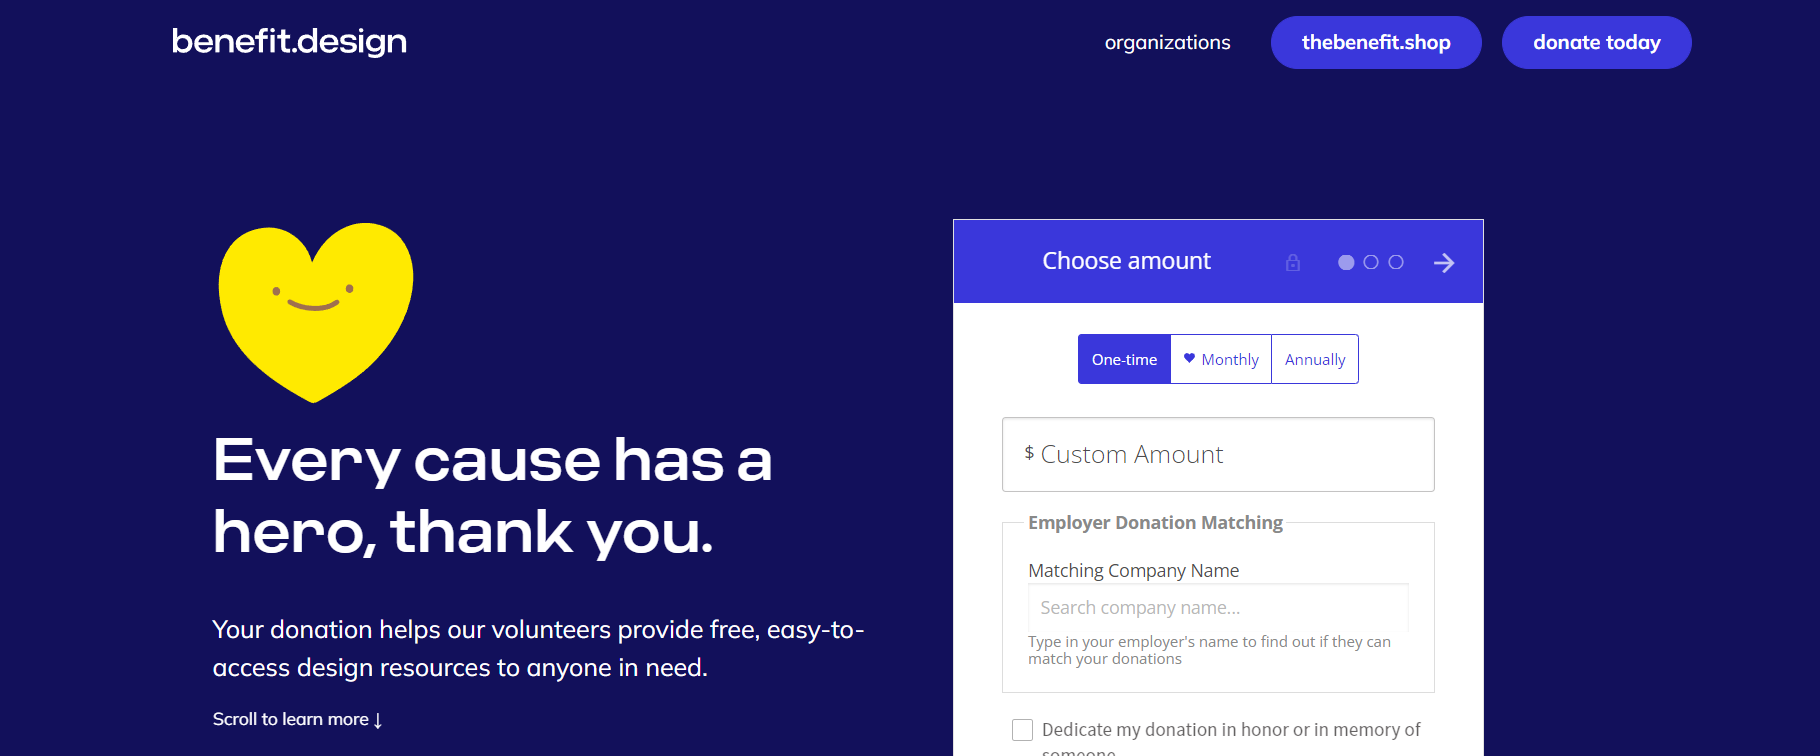 benefit.design
organizations
thebenefit.shop
donate today
Every cause has a
hero, thank you.
Your donation helps our volunteers provide free, easy-to-
access design resources to anyone in need.
Scroll to learn more ↓
Choose amount
One-time
Monthly
Annually
$ Custom Amount
Employer Donation Matching
Matching Company Name
Search company name...
Type in your employer's name to find out if they can
match your donations
Dedicate my donation in honor or in memory of
someone